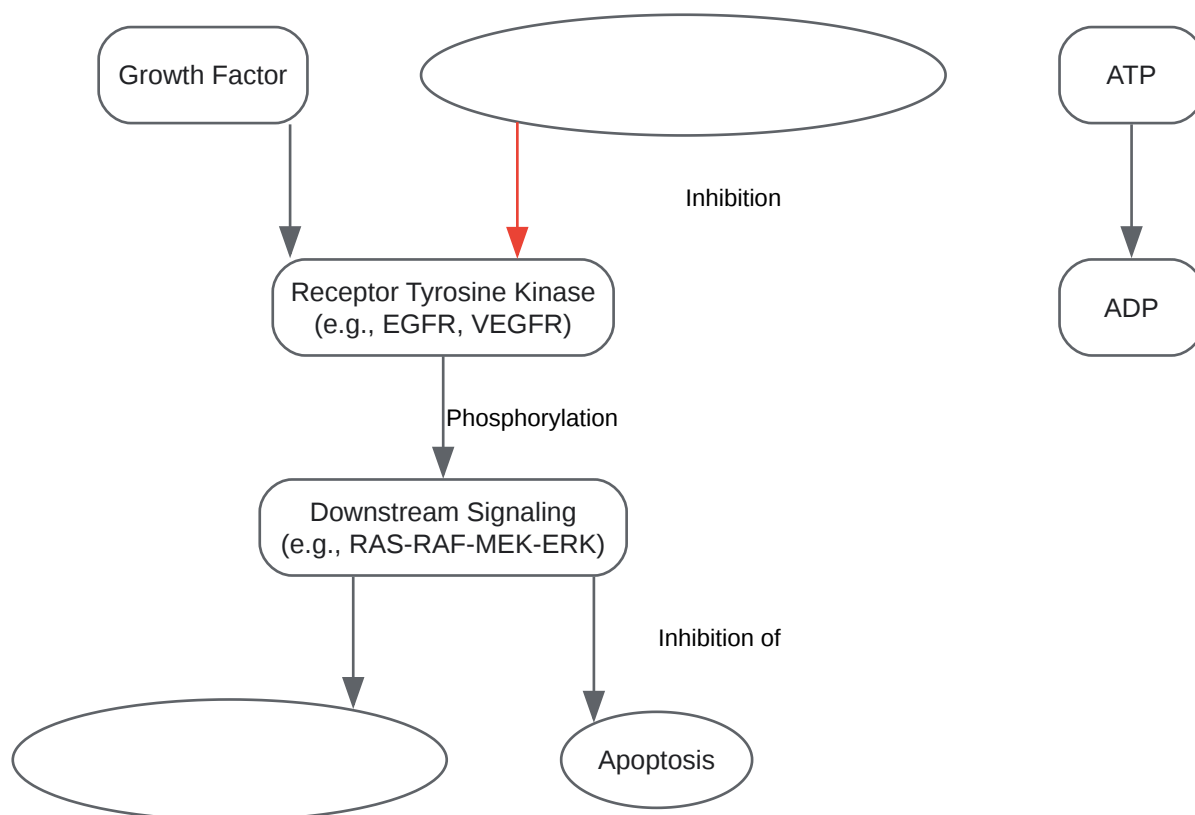 Growth Factor
ATP
Inhibition
Receptor Tyrosine Kinase
(e.g., EGFR, VEGFR)
ADP
Phosphorylation
Downstream Signaling
(e.g., RAS-RAF-MEK-ERK)
Inhibition of
Apoptosis